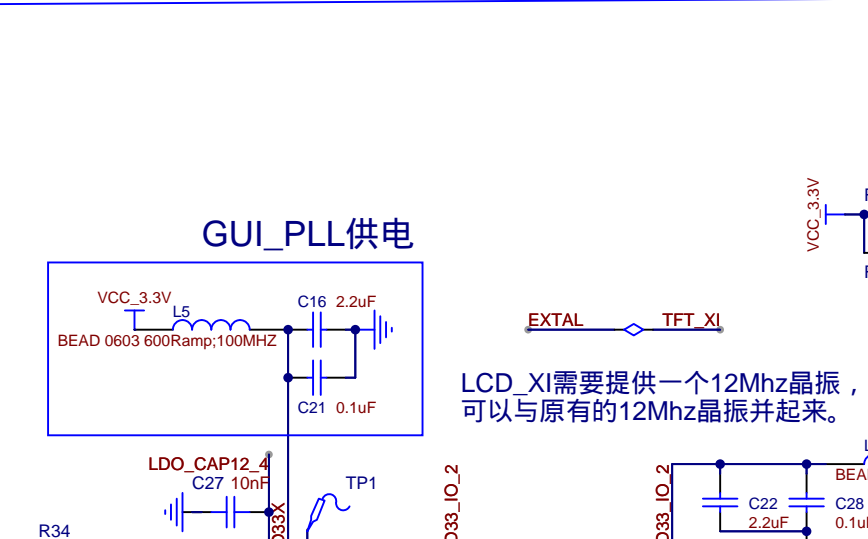 VCC_3.3V
GUI_PLL供电
VCC_3.3V
L5
C16 2.2uF
BEAD 0603 600Ramp;100MHZ
C21 0.1uF
EXTAL
TFT_XI
LCD_XI需要提供一个12Mhz晶振，
可以与原有的12Mhz晶振并起来。
LDO_CAP12_4
C27 10nF
TP1
R34
D33X
D33_IO_2
D33_IO_2
C22
2.2uF
C28